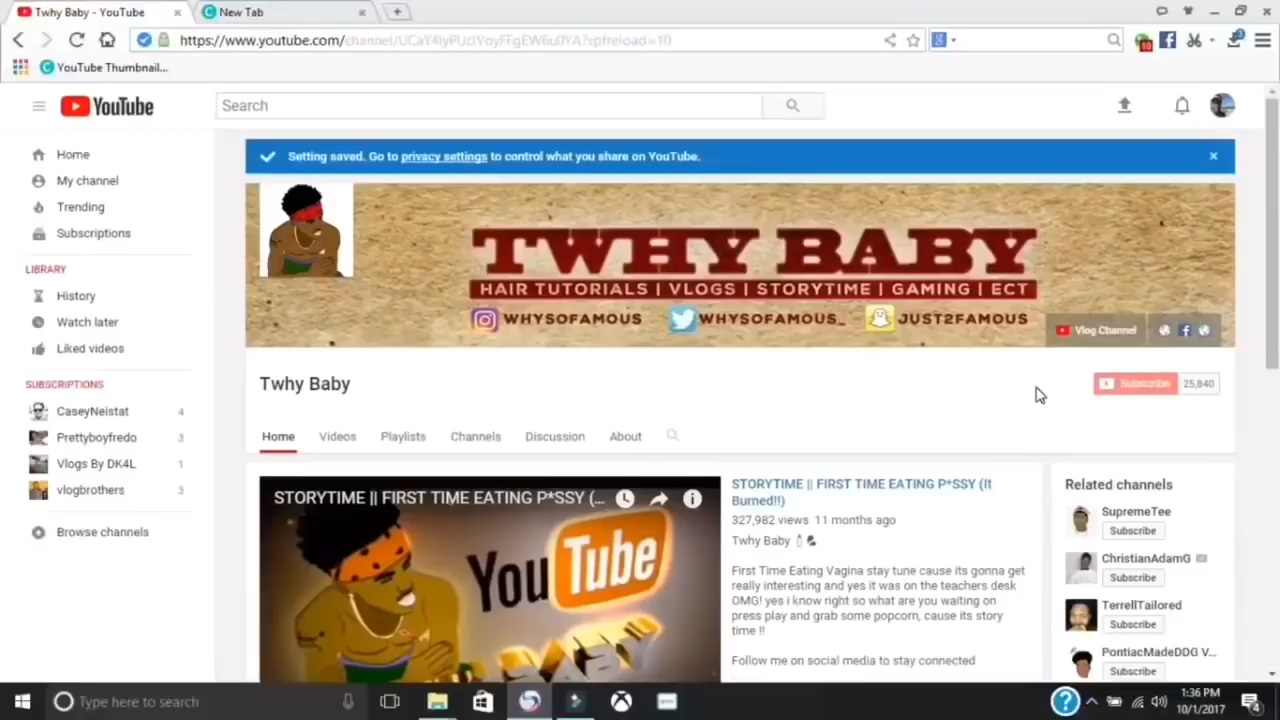 Twhy Baby - YouTube
New Tab
https://www.youtube.com/
YouTube Thumbnail...
YouTube
Search
Home
My channel
Trending
Subscriptions
LIBRARY
History
Watch later
Liked videos
SUBSCRIPTIONS
CaseyNeistat 4
Prettyboyfredo 3
Vlogs By DK4L 1
vlogbrothers 3
Browse channels
Setting saved. Go to privacy settings to control what you share on YouTube.
TWHY BABY
HAIR TUTORIALS | VLOGS | STORYTIME | GAMING | ECT
WHYSOFAMOUS WHYSOFAMOUS_ JUST2FAMOUS
Vlog Channel
Twhy Baby
Subscribe 25,840
Home Videos Playlists Channels Discussion About
STORYTIME || FIRST TIME EATING P*SSY (...
YouTube
BABY
STORYTIME || FIRST TIME EATING P*SSY (It
Burned!!)
327,982 views 11 months ago
Twhy Baby
First Time Eating Vagina stay tune cause its gonna get
really interesting and yes it was on the teachers desk
OMG! yes i know right so what are you waiting on
press play and grab some popcorn, cause its story
time !!
Follow me on social media to stay connected
Related channels
SupremeTee
Subscribe
ChristianAdamG
Subscribe
TerrellTailored
Subscribe
PontiacMadeDDG V...
Subscribe
Type here to search
1:36 PM
10/1/2017